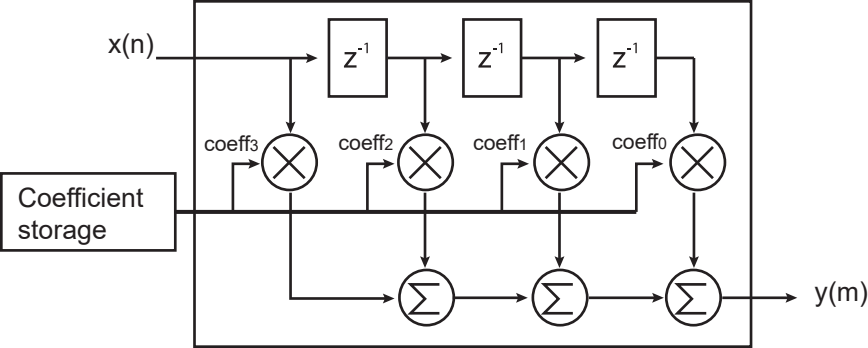 x(n)
z⁻¹ z⁻¹ z⁻¹
coeff₃ coeff₂ coeff₁ coeff₀
Coefficient
storage
Σ Σ Σ
y(m)